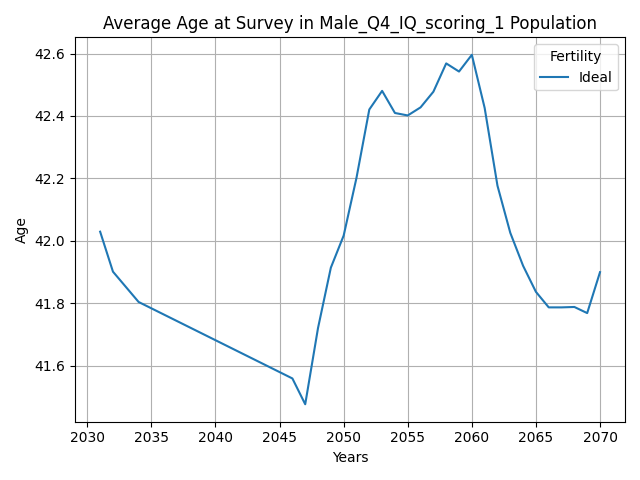 Average Age at Survey in Male_Q4_IQ_scoring_1 Population
Fertility
Ideal
Age
42.6
42.4
42.2
42.0
41.8
41.6
2030 2035 2040 2045 2050 2055 2060 2065 2070
Years